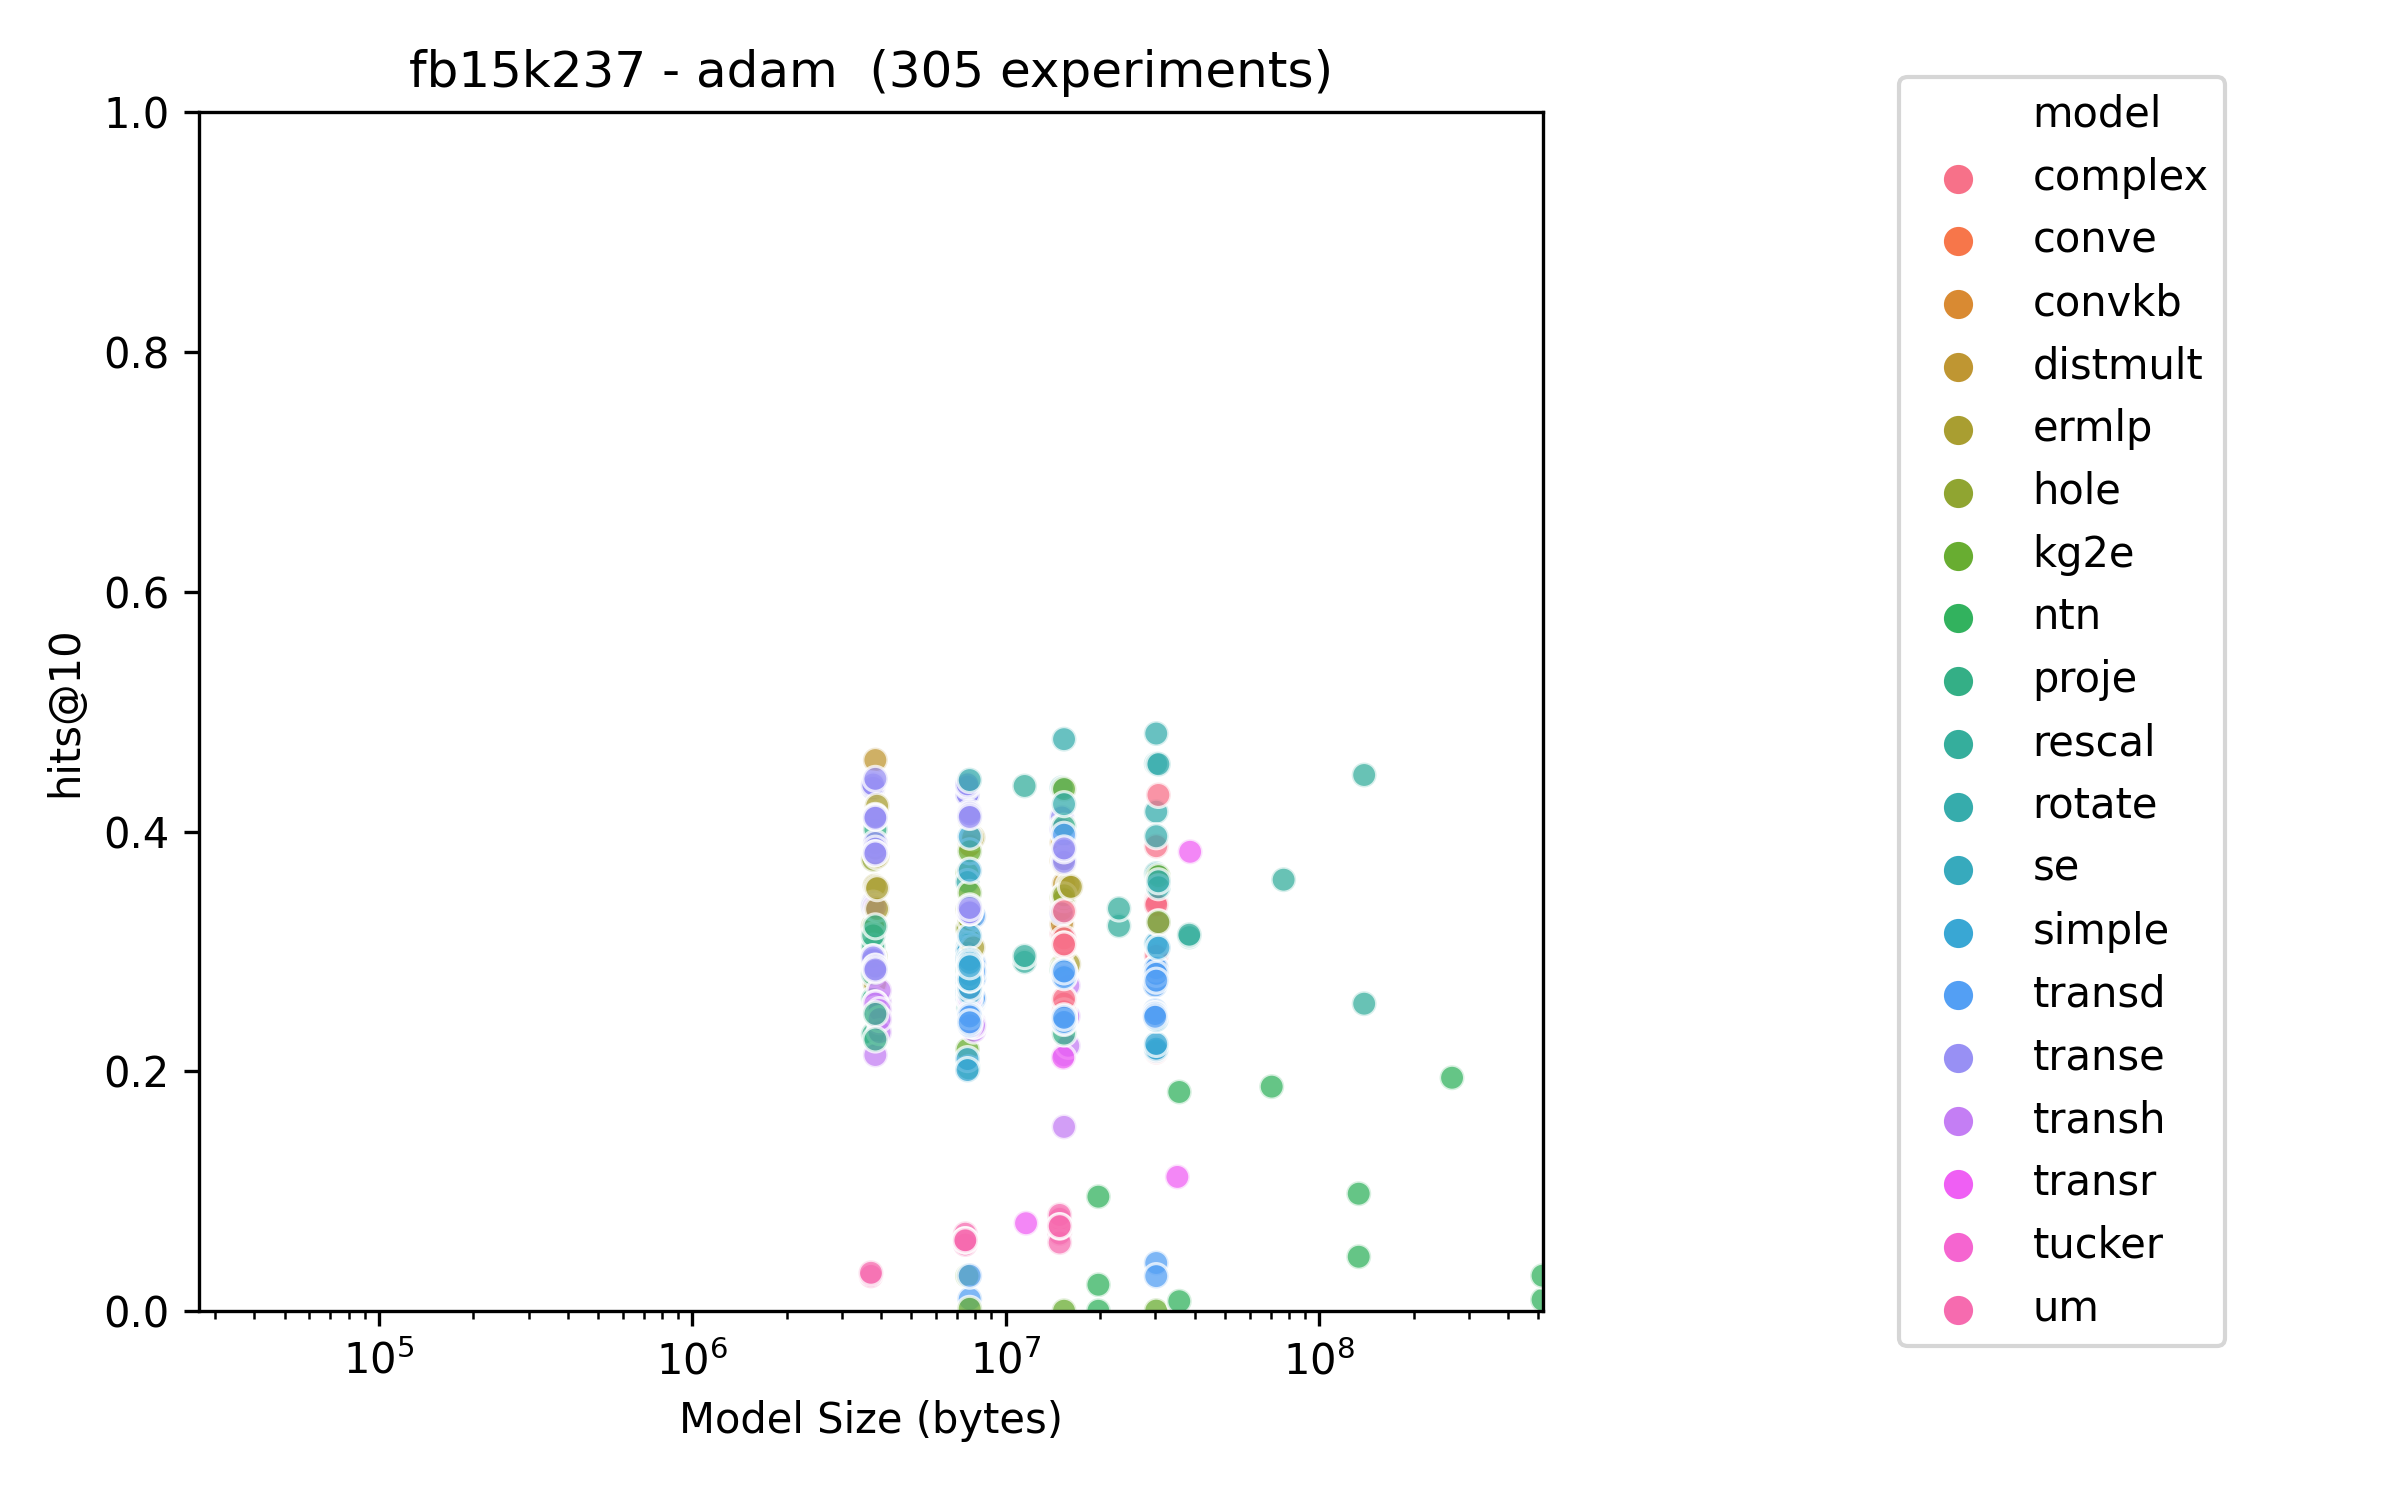 fb15k237 - adam  (305 experiments)
1.0
0.8
0.6
0.4
0.2
0.0
hits@10
10^5
10^6
10^7
10^8
Model Size (bytes)
model
complex
conve
convkb
distmult
ermlp
hole
kg2e
ntn
proje
rescal
rotate
se
simple
transd
transe
transh
transr
tucker
um